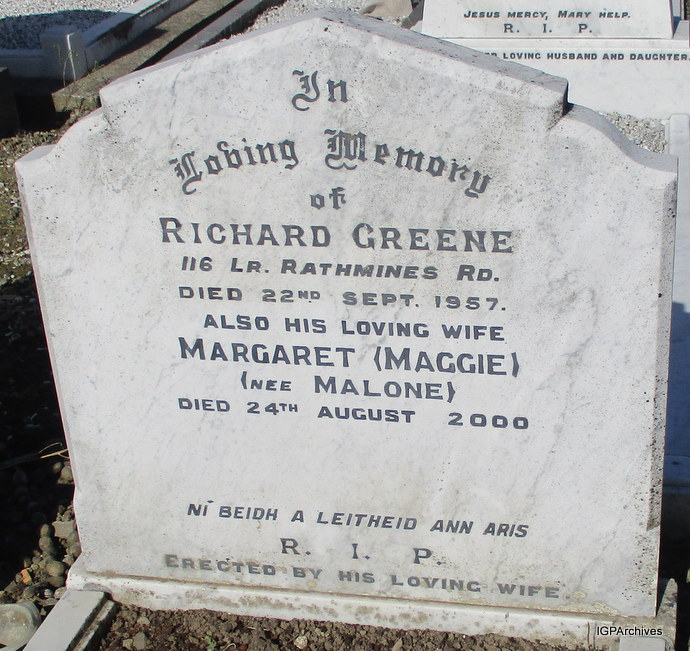 JESUS MERCY, MARY HELP.
R. I. P.
LOVING HUSBAND AND DAUGHTER
In
Loving Memory
of
RICHARD GREENE
116 LR. RATHMINES RD.
DIED 22ND SEPT. 1957.
ALSO HIS LOVING WIFE
MARGARET (MAGGIE)
(NEE MALONE)
DIED 24TH AUGUST 2000
NÍ BEIDH A LEITHEID ANN ARIS
R. I. P.
ERECTED BY HIS LOVING WIFE.
IGPArchives